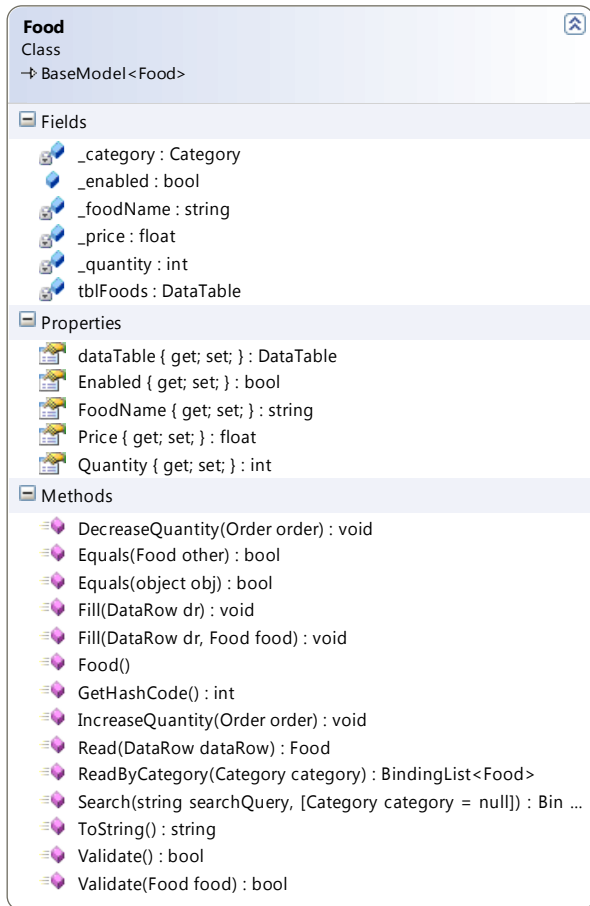 Food
Class
BaseModel<Food>
Fields
_category : Category
_enabled : bool
_foodName : string
_price : float
_quantity : int
tblFoods : DataTable
Properties
dataTable { get; set; } : DataTable
Enabled { get; set; } : bool
FoodName { get; set; } : string
Price { get; set; } : float
Quantity { get; set; } : int
Methods
DecreaseQuantity(Order order) : void
Equals(Food other) : bool
Equals(object obj) : bool
Fill(DataRow dr) : void
Fill(DataRow dr, Food food) : void
Food()
GetHashCode() : int
IncreaseQuantity(Order order) : void
Read(DataRow dataRow) : Food
ReadByCategory(Category category) : BindingList<Food>
Search(string searchQuery, [Category category = null]) : Bin ...
ToString() : string
Validate() : bool
Validate(Food food) : bool